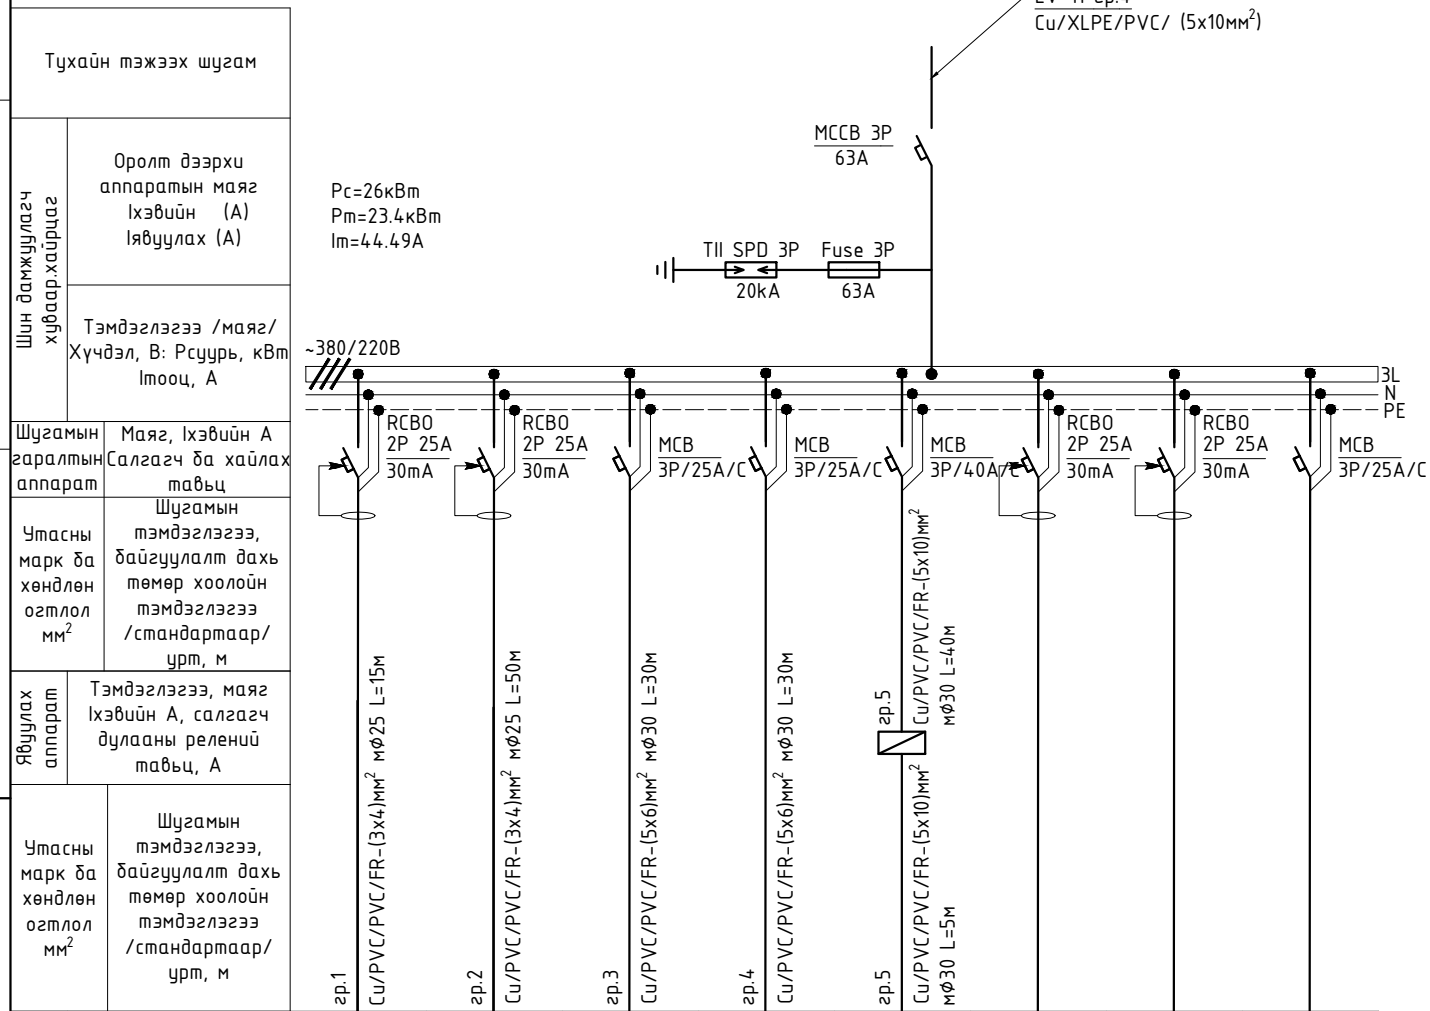 Cu/XLPE/PVC/ (5x10мм²)
Тухайн тэжээх шугам
MCCB 3P
63A
Шин дамжуулагч
хуваар.хайрцаг
Оролт дээрхи
аппаратын маяг
Iхэвийн (А)
Iявуулах (А)
Pc=26кВт
Pт=23.4кВт
Iт=44.49А
TII SPD 3P
20kA
Fuse 3P
63A
Тэмдэглэгээ /маяг/
Хүчдэл, В: Pсуурь, кВт
Iтооц, А
~380/220В
3L
N
PE
Шугамын
гаралтын
аппарат
Маяг, Iхэвийн А
Салгагч ба хайлах
тавьц
RCBO
2P 25A
30mA
RCBO
2P 25A
30mA
MCB
3P/25A/C
MCB
3P/25A/C
MCB
3P/40A/C
RCBO
2P 25A
30mA
RCBO
2P 25A
30mA
MCB
3P/25A/C
Утасны
марк ба
хөндлөн
огтлол
мм²
Шугамын
тэмдэглэгээ,
байгуулалт дахь
төмөр хоолойн
тэмдэглэгээ
/стандартаар/
урт, м
Явуулах
аппарат
Тэмдэглэгээ, маяг
Iхэвийн А, салгагч
дулааны релений
тавьц, А
Утасны
марк ба
хөндлөн
огтлол
мм²
Шугамын
тэмдэглэгээ,
байгуулалт дахь
төмөр хоолойн
тэмдэглэгээ
/стандартаар/
урт, м
гр.1
Cu/PVC/PVC/FR-(3x4)мм² мф25 L=15м
гр.2
Cu/PVC/PVC/FR-(3x4)мм² мф25 L=50м
гр.3
Cu/PVC/PVC/FR-(5x6)мм² мф30 L=30м
гр.4
Cu/PVC/PVC/FR-(5x6)мм² мф30 L=30м
гр.5
Cu/PVC/PVC/FR-(5x10)мм²
мф30 L=40м
гр.5
Cu/PVC/PVC/FR-(5x10)мм²
мф30 L=5м